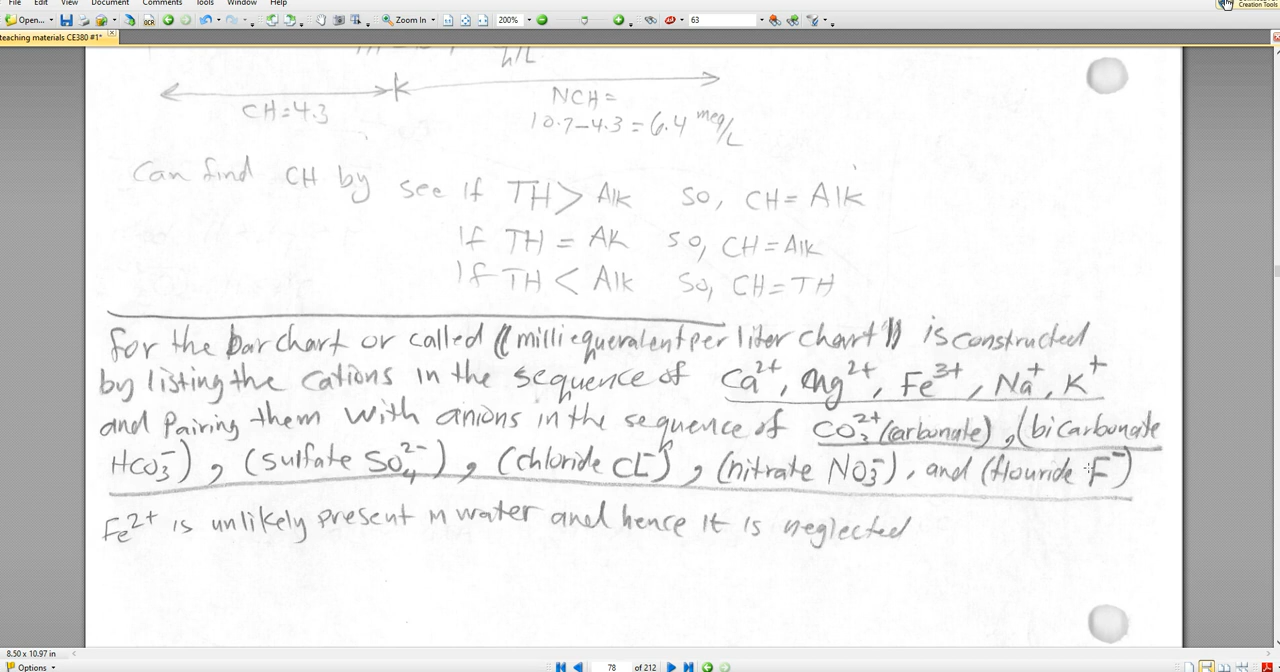 File Edit View Document Comments Tools Window Help
Creation Tools
Open... Zoom In 200% 63
teaching materials CE380 #1*
h/L
CH=4.3 NCH=
10.7-4.3=6.4 meq/L
Can find CH by see if TH > Alk so, CH= Alk
If TH = Ak so, CH=Alk
If TH < Alk so, CH=TH
for the bar chart or called ((milliequeralent per liter chart)) is constructed
by listing the cations in the sequence of Ca2+, Mg2+, Fe3+, Na+, K+
and Pairing them with anions in the sequence of CO3 2+ (carbonate), (bicarbonate
HCO3-), (sulfate SO4 2-), (chloride Cl-), (nitrate NO3-), and (flouride F-)
Fe2+ is unlikely present in water and hence it is neglected
8.50 x 10.97 in
Options 78 of 212